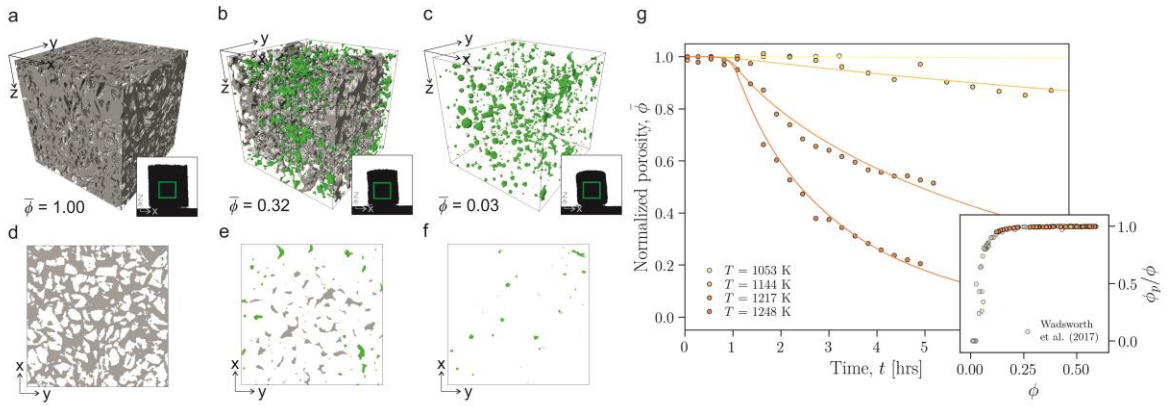 a
b
c
g
y
x
z
y
x
z
y
x
z
z
x
z
x
z
x
ϕ̅ = 1.00
ϕ̅ = 0.32
ϕ̅ = 0.03
d
e
f
x
y
x
y
x
y
Normalized porosity, ϕ̅
1.0
0.8
0.6
0.4
0.2
0.0
T = 1053 K
T = 1144 K
T = 1217 K
T = 1248 K
0
1
2
3
4
5
Time, t [hrs]
Wadsworth
et al. (2017)
1.0
0.5
0.0
ϕp/ϕ
0.00
0.25
0.50
ϕ